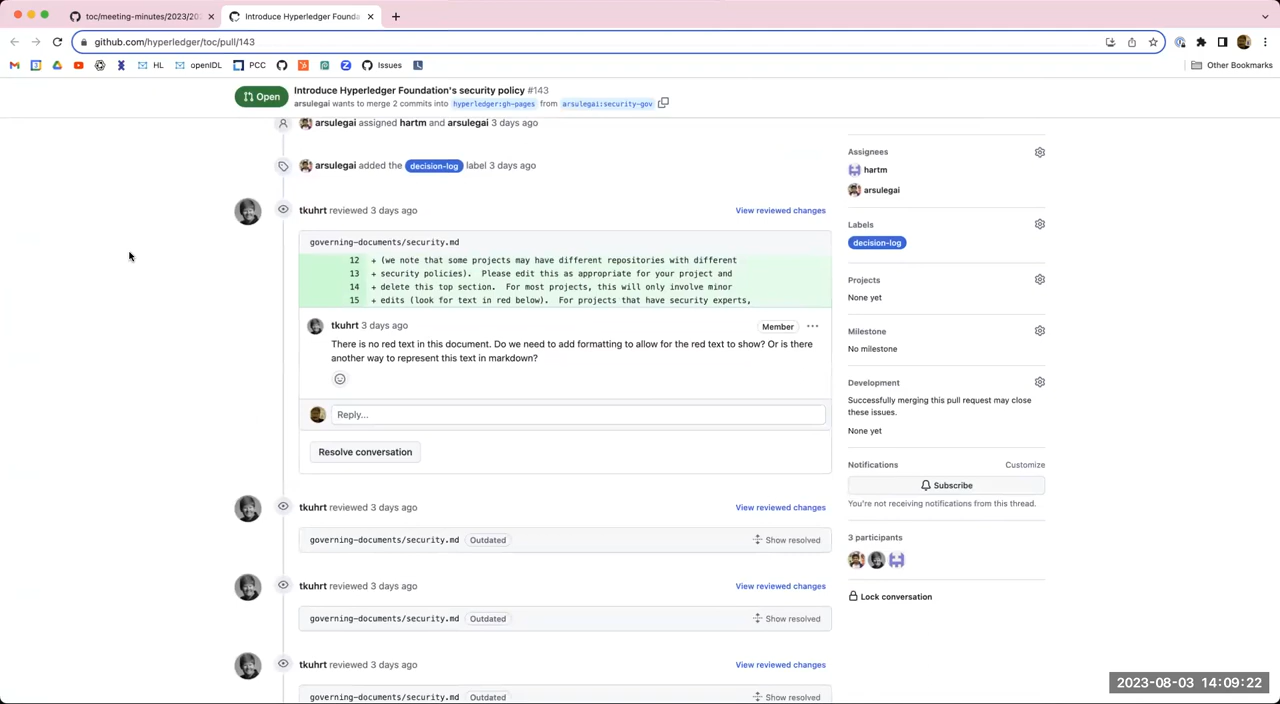 toc/meeting-minutes/2023/202
Introduce Hyperledger Founda
github.com/hyperledger/toc/pull/143
HL
openIDL
PCC
Issues
Other Bookmarks
Open
Introduce Hyperledger Foundation's security policy #143
arsulegai wants to merge 2 commits into hyperledger:gh-pages from arsulegai:security-gov
arsulegai assigned hartm and arsulegai 3 days ago
arsulegai added the decision-log label 3 days ago
tkuhrt reviewed 3 days ago
View reviewed changes
governing-documents/security.md
12 + (we note that some projects may have different repositories with different
13 + security policies). Please edit this as appropriate for your project and
14 + delete this top section. For most projects, this will only involve minor
15 + edits (look for text in red below). For projects that have security experts,
tkuhrt 3 days ago
Member
There is no red text in this document. Do we need to add formatting to allow for the red text to show? Or is there
another way to represent this text in markdown?
Reply...
Resolve conversation
tkuhrt reviewed 3 days ago
View reviewed changes
governing-documents/security.md Outdated
Show resolved
tkuhrt reviewed 3 days ago
View reviewed changes
governing-documents/security.md Outdated
Show resolved
tkuhrt reviewed 3 days ago
View reviewed changes
governing-documents/security.md Outdated
Show resolved
Assignees
hartm
arsulegai
Labels
decision-log
Projects
None yet
Milestone
No milestone
Development
Successfully merging this pull request may close
these issues.
None yet
Notifications
Customize
Subscribe
You're not receiving notifications from this thread.
3 participants
Lock conversation
2023-08-03 14:09:22